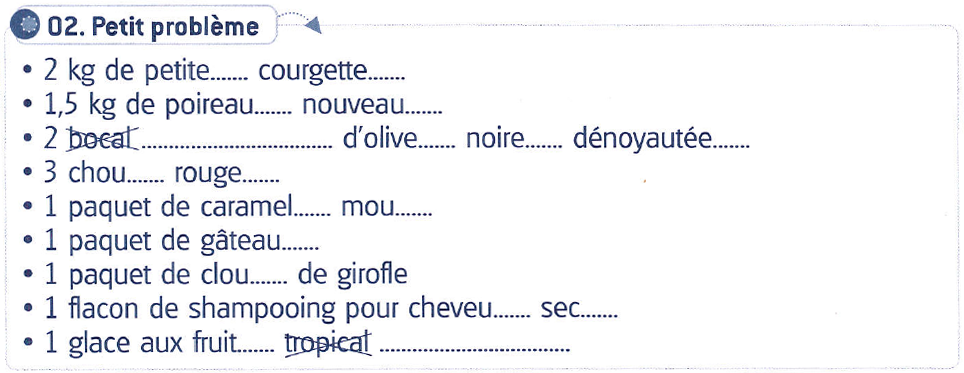 02. Petit problème
• 2 kg de petite....... courgette.......
• 1,5 kg de poireau....... nouveau.......
• 2 bocal ................................. d'olive....... noire....... dénoyautée.......
• 3 chou....... rouge.......
• 1 paquet de caramel....... mou.......
• 1 paquet de gâteau.......
• 1 paquet de clou....... de girofle
• 1 flacon de shampooing pour cheveu....... sec.......
• 1 glace aux fruit....... tropical .................................